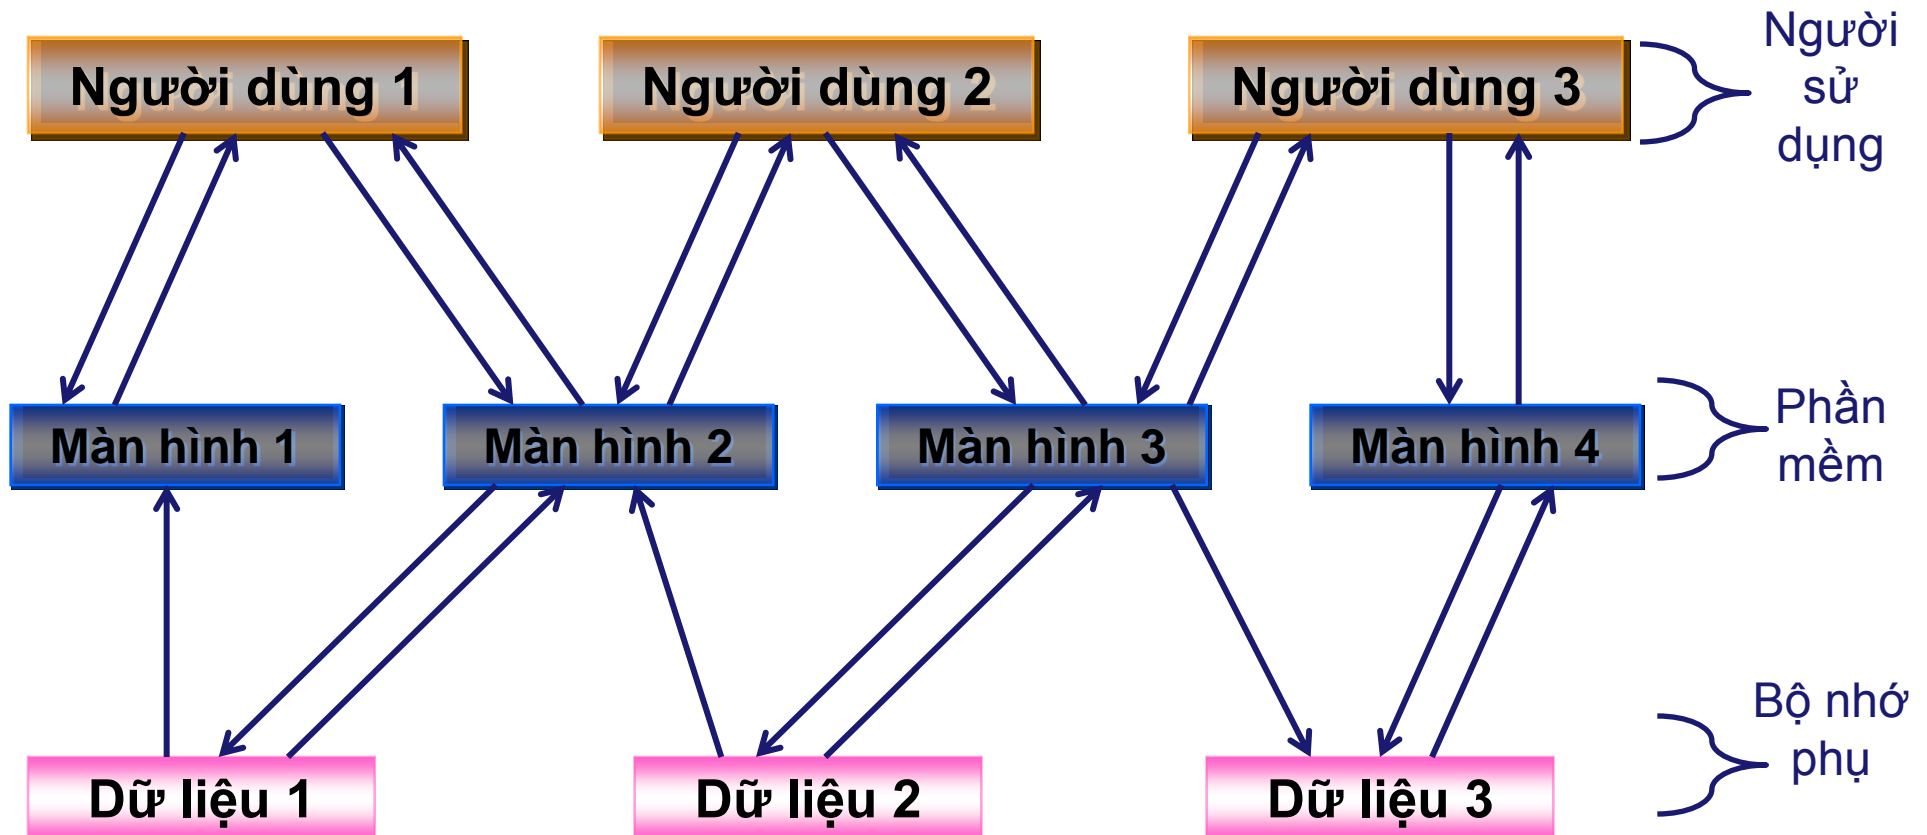 Người dùng 1
Người dùng 2
Người dùng 3
Người
sử
dụng
Màn hình 1
Màn hình 2
Màn hình 3
Màn hình 4
Phần
mềm
Dữ liệu 1
Dữ liệu 2
Dữ liệu 3
Bộ nhớ
phụ